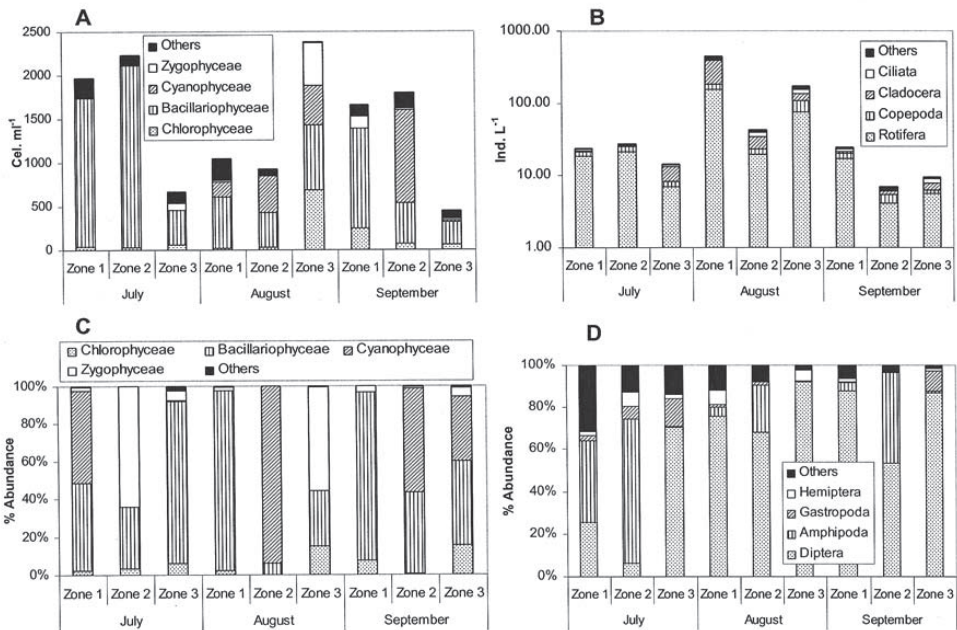 A
Cel. ml⁻¹
2500
2000
1500
1000
500
0
Others
Zygophyceae
Cyanophyceae
Bacillariophyceae
Chlorophyceae
Zone 1 Zone 2 Zone 3 Zone 1 Zone 2 Zone 3 Zone 1 Zone 2 Zone 3
July August September
B
Ind. L⁻¹
1000.00
100.00
10.00
1.00
Others
Ciliata
Cladocera
Copepoda
Rotifera
Zone 1 Zone 2 Zone 3 Zone 1 Zone 2 Zone 3 Zone 1 Zone 2 Zone 3
July August September
C
Chlorophyceae Bacillariophyceae Cyanophyceae
Zygophyceae Others
% Abundance
100%
80%
60%
40%
20%
0%
Zone 1 Zone 2 Zone 3 Zone 1 Zone 2 Zone 3 Zone 1 Zone 2 Zone 3
July August September
D
% Abundance
100%
80%
60%
40%
20%
0%
Others
Hemiptera
Gastropoda
Amphipoda
Diptera
Zone 1 Zone 2 Zone 3 Zone 1 Zone 2 Zone 3 Zone 1 Zone 2 Zone 3
July August September